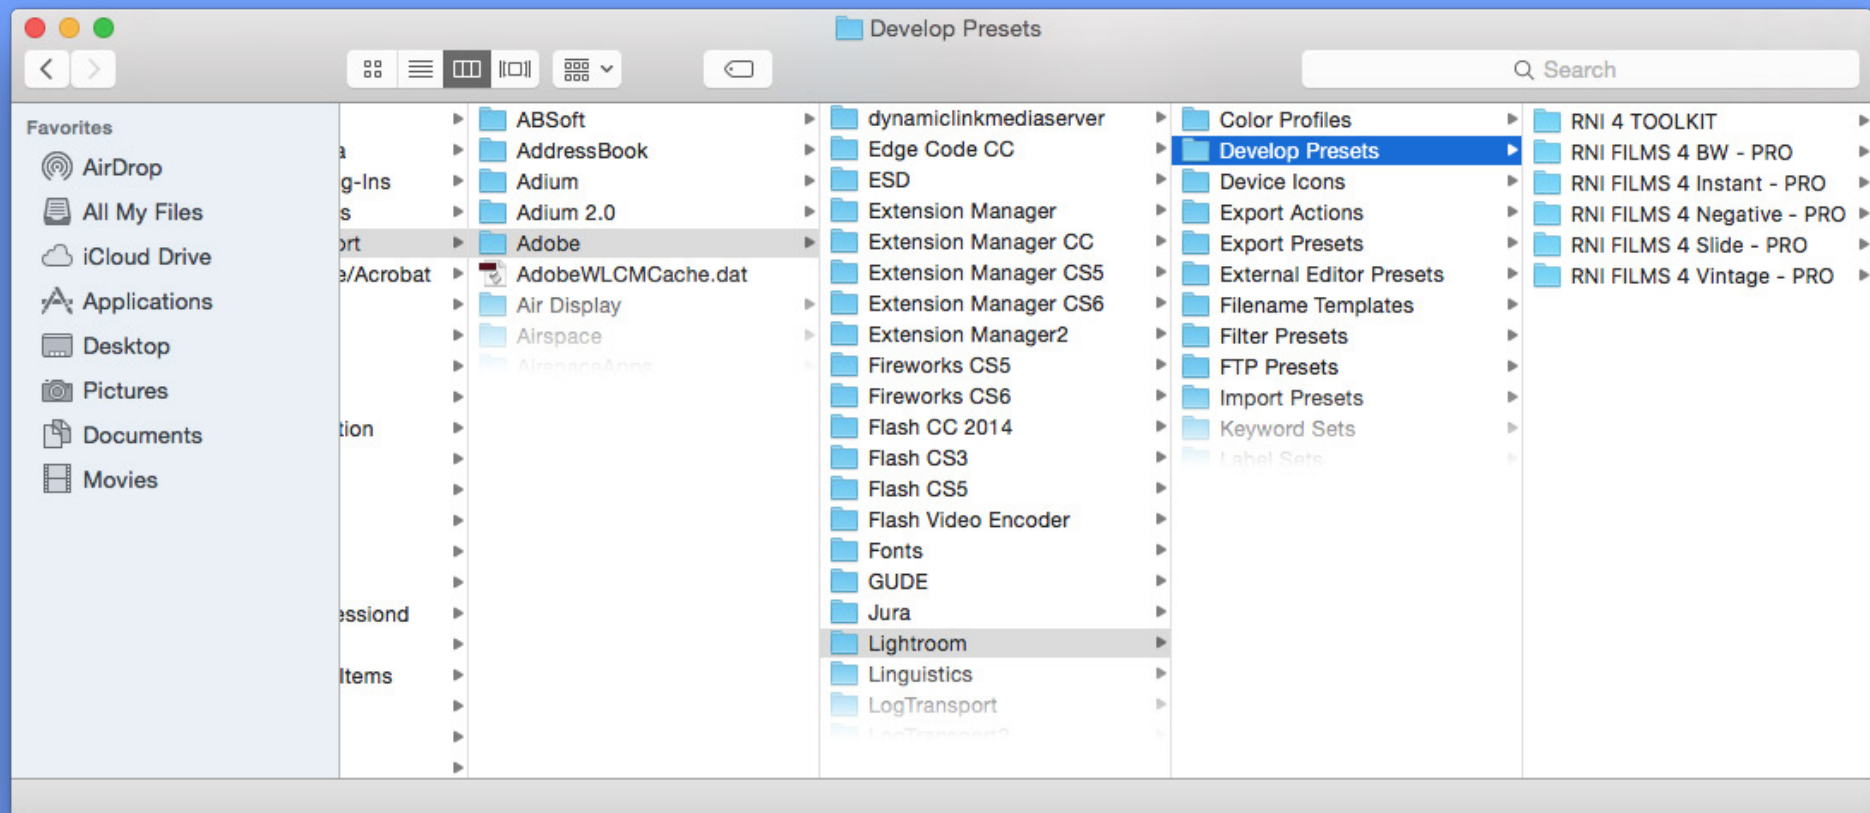 Develop Presets
Search
Favorites
AirDrop
All My Files
iCloud Drive
Applications
Desktop
Pictures
Documents
Movies
g-Ins
s
ort
e/Acrobat
tion
essiond
Items
ABSoft
AddressBook
Adium
Adium 2.0
Adobe
AdobeWLCMCache.dat
Air Display
Airspace
AirspaceApps
dynamiclinkmediaserver
Edge Code CC
ESD
Extension Manager
Extension Manager CC
Extension Manager CS5
Extension Manager CS6
Extension Manager2
Fireworks CS5
Fireworks CS6
Flash CC 2014
Flash CS3
Flash CS5
Flash Video Encoder
Fonts
GUDE
Jura
Lightroom
Linguistics
LogTransport
LogTransport2
Color Profiles
Develop Presets
Device Icons
Export Actions
Export Presets
External Editor Presets
Filename Templates
Filter Presets
FTP Presets
Import Presets
Keyword Sets
Label Sets
RNI 4 TOOLKIT
RNI FILMS 4 BW - PRO
RNI FILMS 4 Instant - PRO
RNI FILMS 4 Negative - PRO
RNI FILMS 4 Slide - PRO
RNI FILMS 4 Vintage - PRO